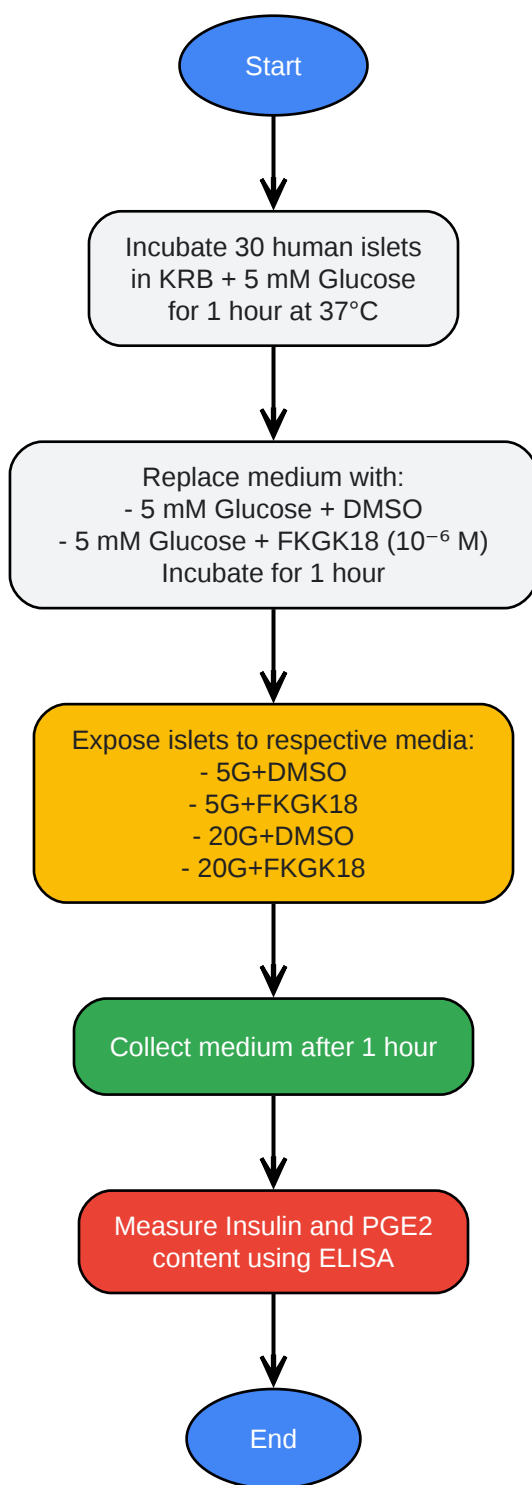 Start
Incubate 30 human islets
in KRB + 5 mM Glucose
for 1 hour at 37°C
Replace medium with:
- 5 mM Glucose + DMSO
- 5 mM Glucose + FKGK18 (10⁻⁶ M)
Incubate for 1 hour
Expose islets to respective media:
- 5G+DMSO
- 5G+FKGK18
- 20G+DMSO
- 20G+FKGK18
Collect medium after 1 hour
Measure Insulin and PGE2
content using ELISA
End